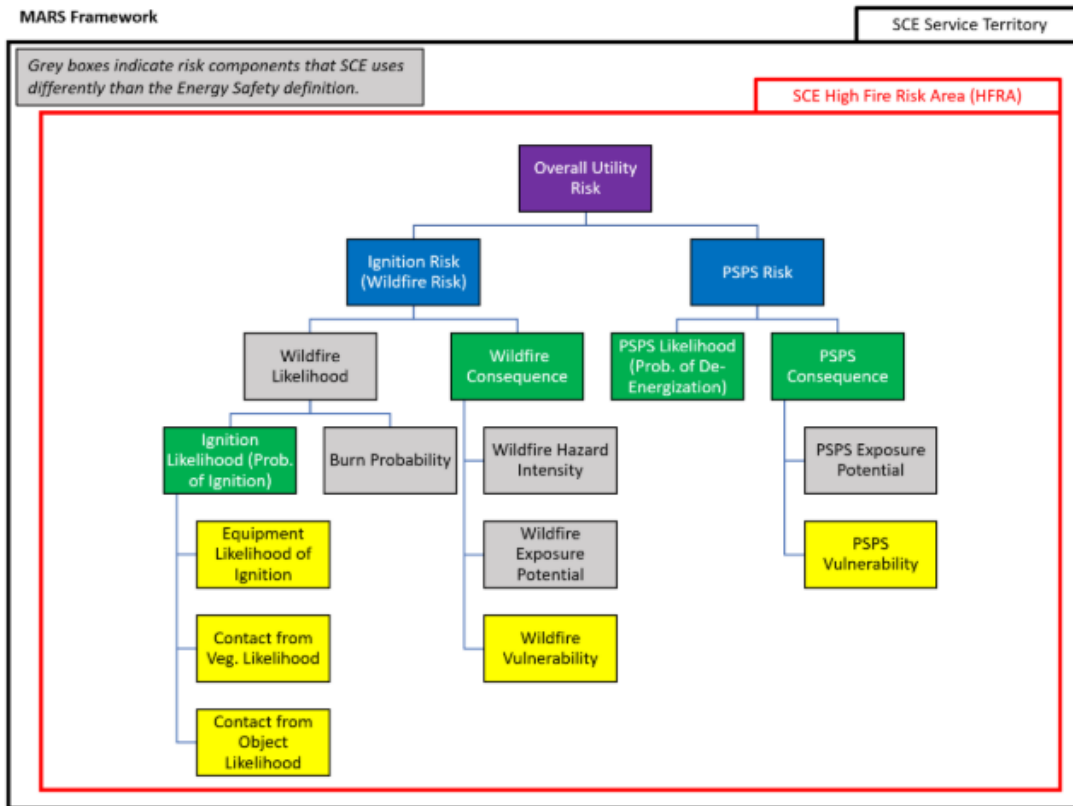 MARS Framework
SCE Service Territory
Grey boxes indicate risk components that SCE uses
differently than the Energy Safety definition.
SCE High Fire Risk Area (HFRA)
Overall Utility
Risk
Ignition Risk
(Wildfire Risk)
PSPS Risk
Wildfire
Likelihood
Wildfire
Consequence
PSPS Likelihood
(Prob. of De-
Energization)
PSPS
Consequence
Ignition
Likelihood (Prob.
of Ignition)
Burn Probability
Wildfire Hazard
Intensity
PSPS Exposure
Potential
Equipment
Likelihood of
Ignition
Wildfire
Exposure
Potential
PSPS
Vulnerability
Contact from
Veg. Likelihood
Wildfire
Vulnerability
Contact from
Object
Likelihood